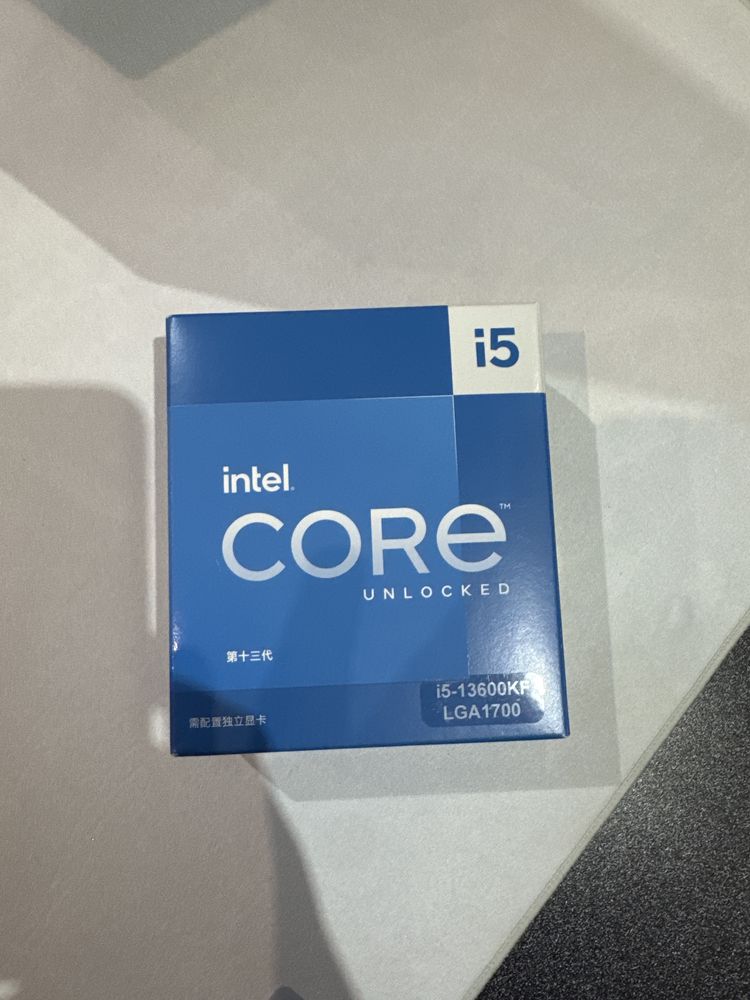 i5
intel.
CORE™
UNLOCKED
第十三代
i5-13600KF
LGA1700
需配置独立显卡